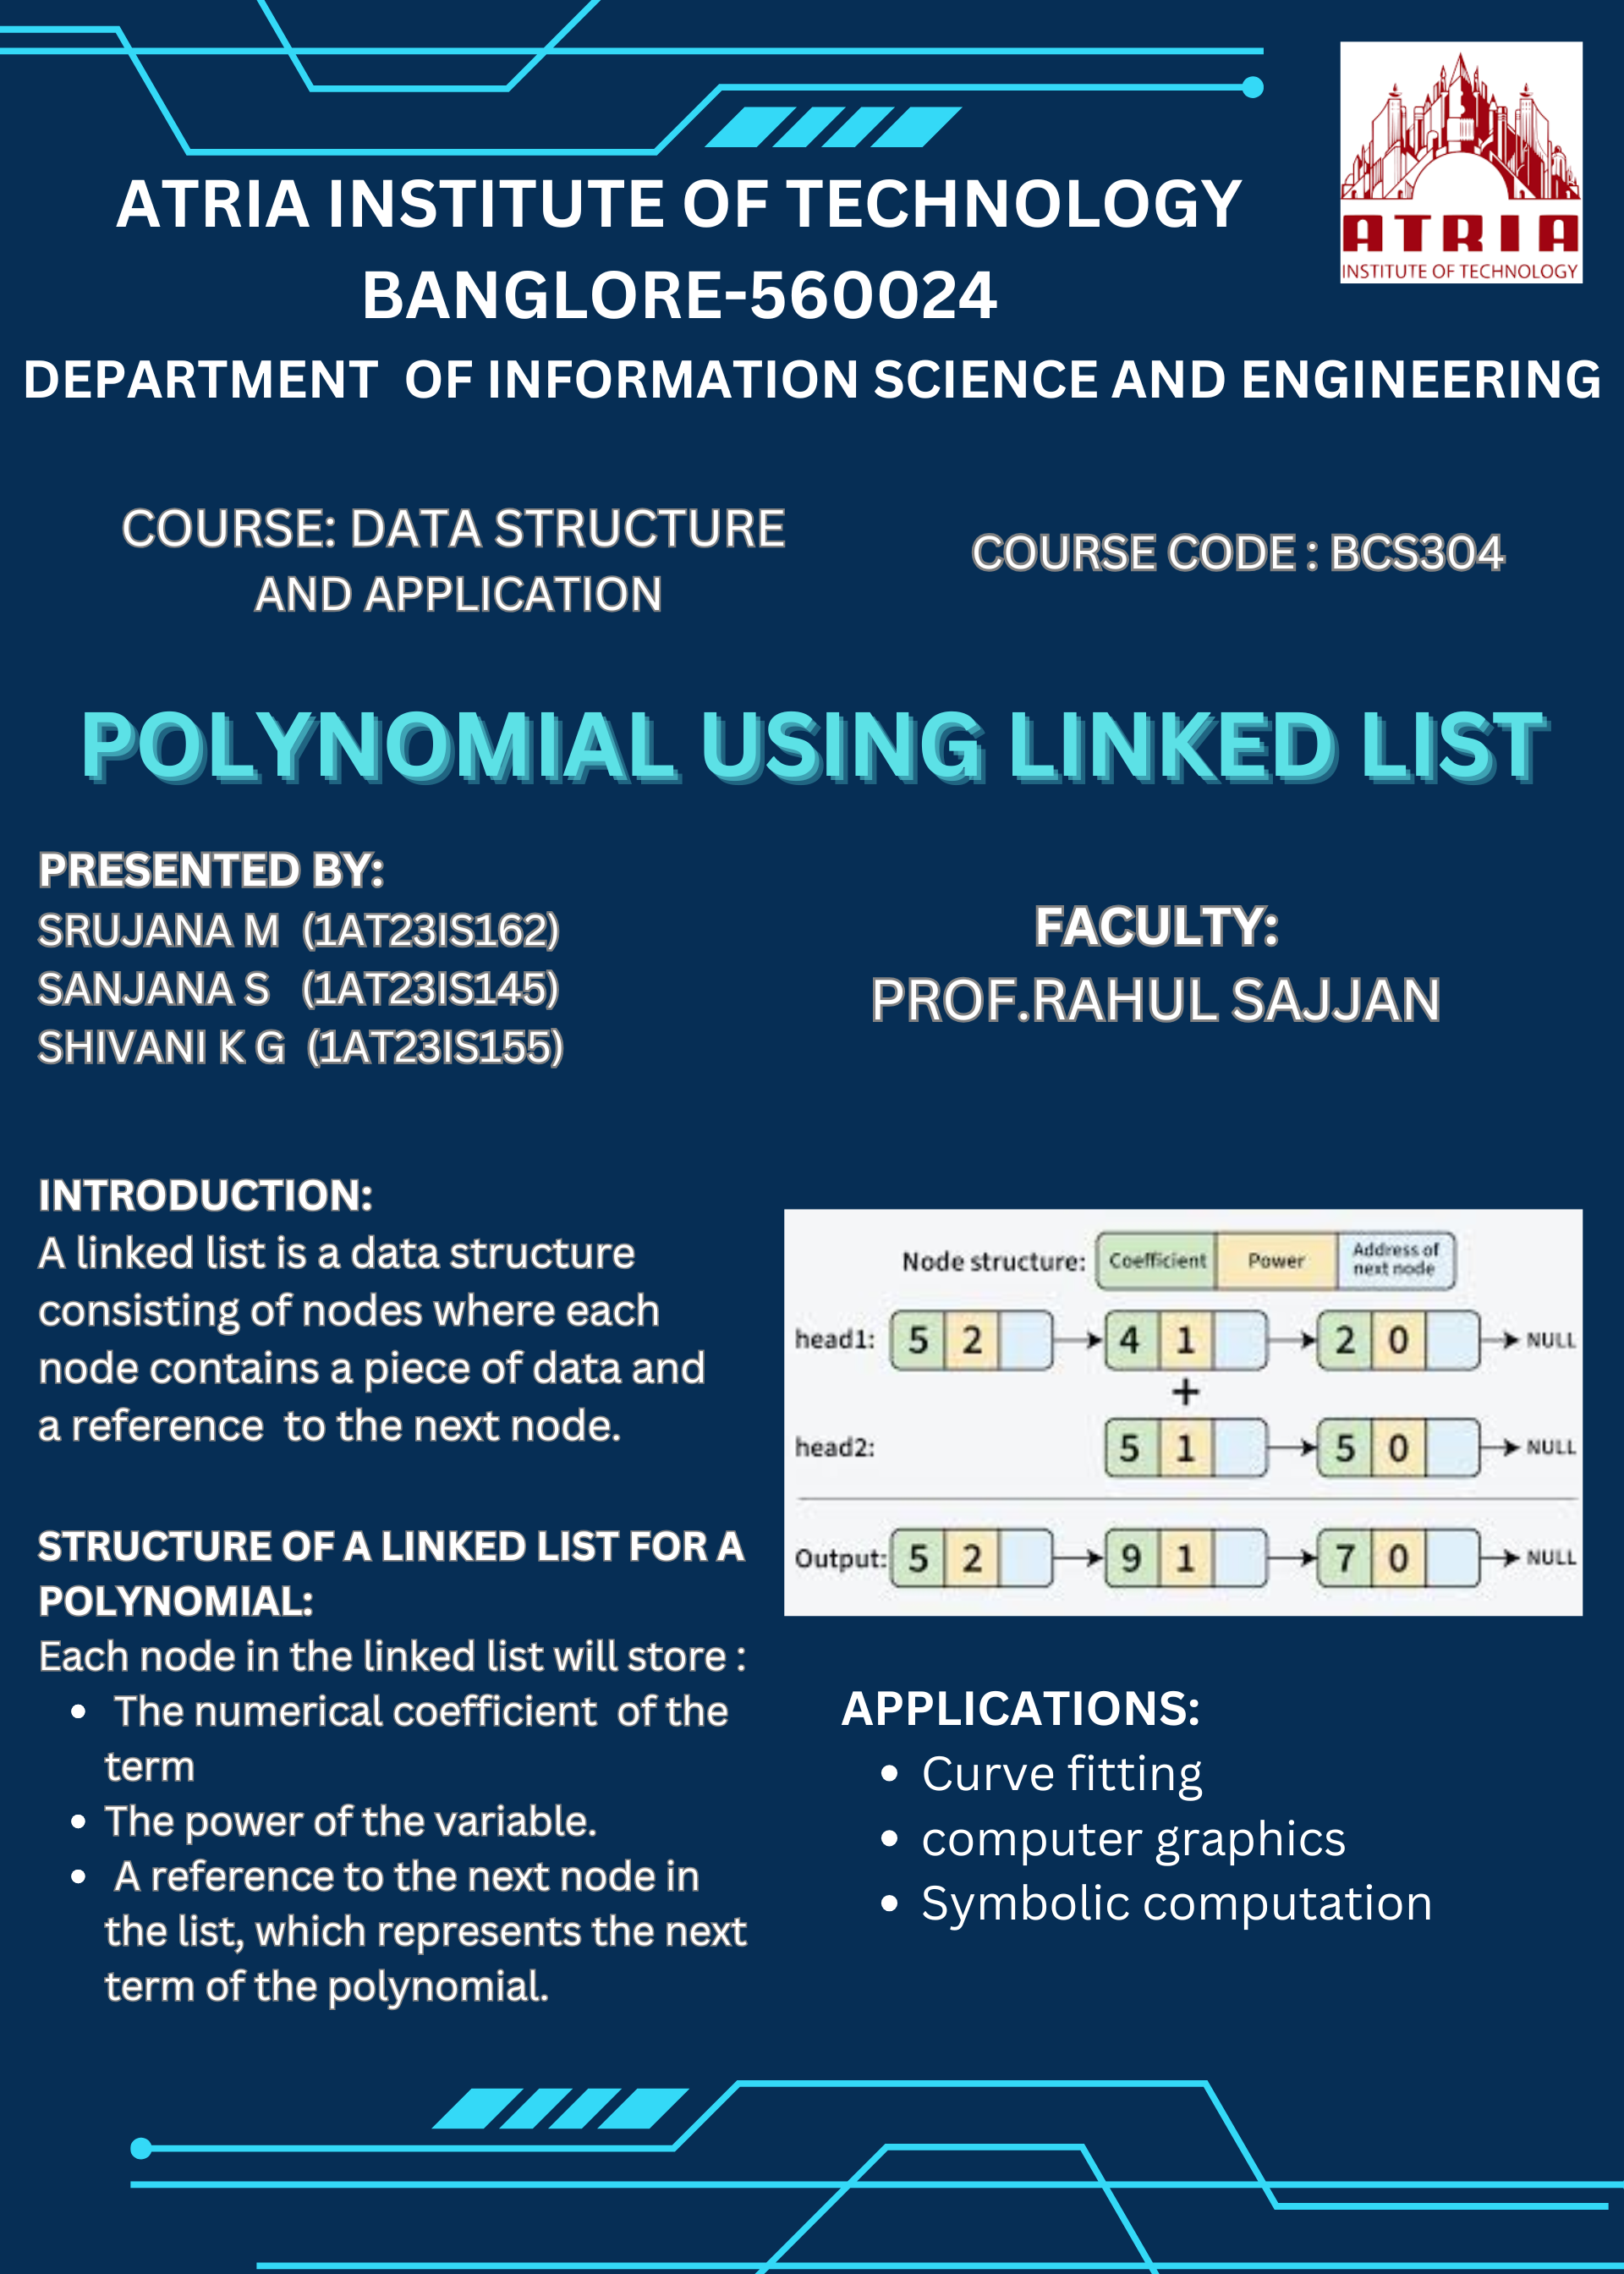 ATRIA INSTITUTE OF TECHNOLOGY
BANGLORE-560024
ATRIA
INSTITUTE OF TECHNOLOGY
DEPARTMENT OF INFORMATION SCIENCE AND ENGINEERING
COURSE: DATA STRUCTURE
AND APPLICATION
COURSE CODE : BCS304
POLYNOMIAL USING LINKED LIST
PRESENTED BY:
SRUJANA M (1AT23IS162)
SANJANA S (1AT23IS145)
SHIVANI K G (1AT23IS155)
FACULTY:
PROF.RAHUL SAJJAN
INTRODUCTION:
A linked list is a data structure
consisting of nodes where each
node contains a piece of data and
a reference to the next node.
STRUCTURE OF A LINKED LIST FOR A
POLYNOMIAL:
Each node in the linked list will store :
• The numerical coefficient of the
term
• The power of the variable.
• A reference to the next node in
the list, which represents the next
term of the polynomial.
Node structure: Coefficient Power Address of
next node
head1: 5 2 4 1 2 0 NULL
+
head2: 5 1 5 0 NULL
Output: 5 2 9 1 7 0 NULL
APPLICATIONS:
• Curve fitting
• computer graphics
• Symbolic computation